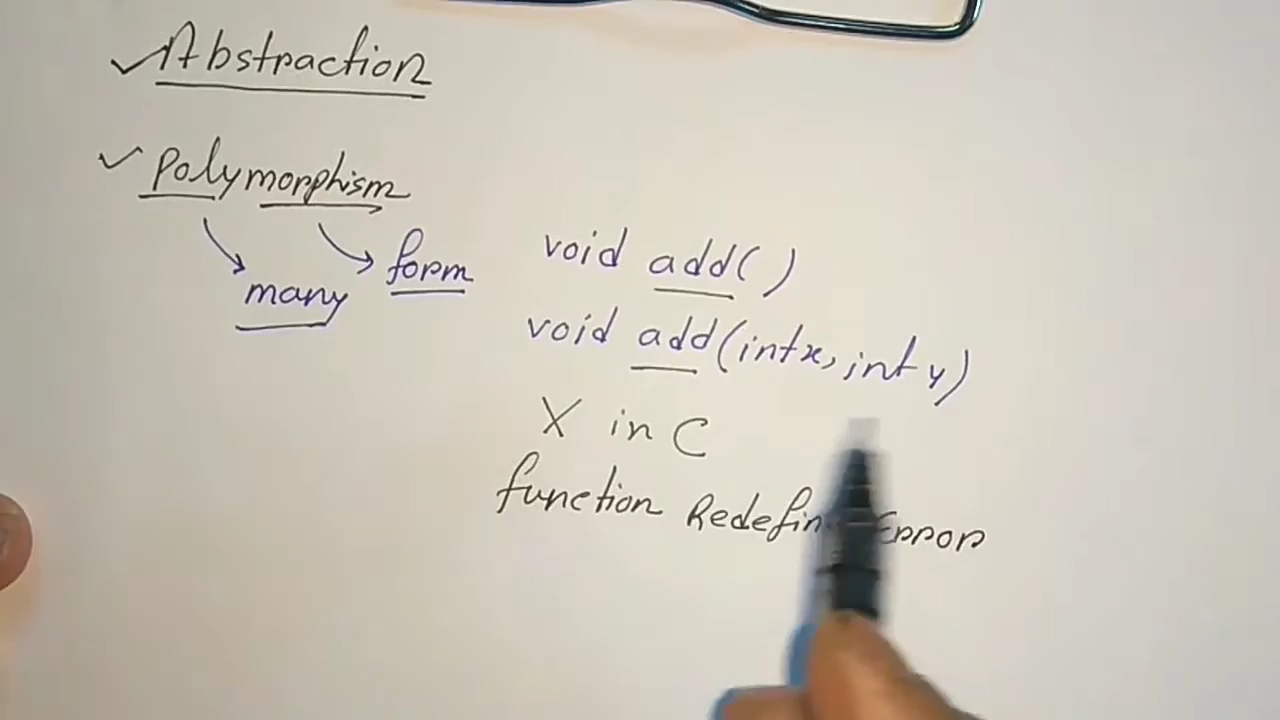 Abstraction
Polymorphism
many
form
void add()
void add(int x, int y)
X in C
function Redefin Error